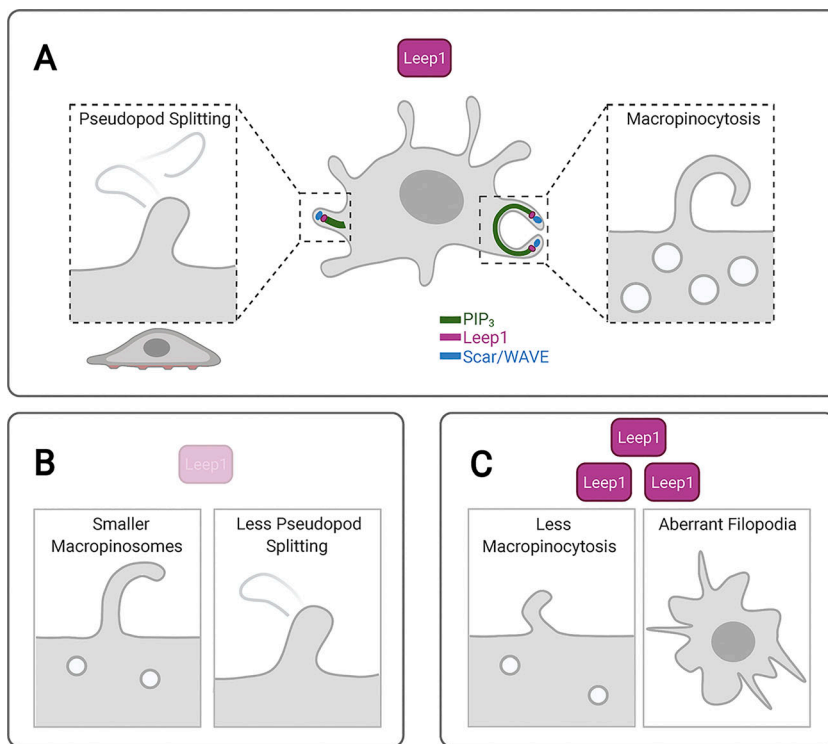 A
Leep1
Pseudopod Splitting
Macropinocytosis
PIP₃
Leep1
Scar/WAVE
B
Leep1
Smaller
Macropinosomes
Less Pseudopod
Splitting
C
Leep1
Leep1
Leep1
Less
Macropinocytosis
Aberrant Filopodia